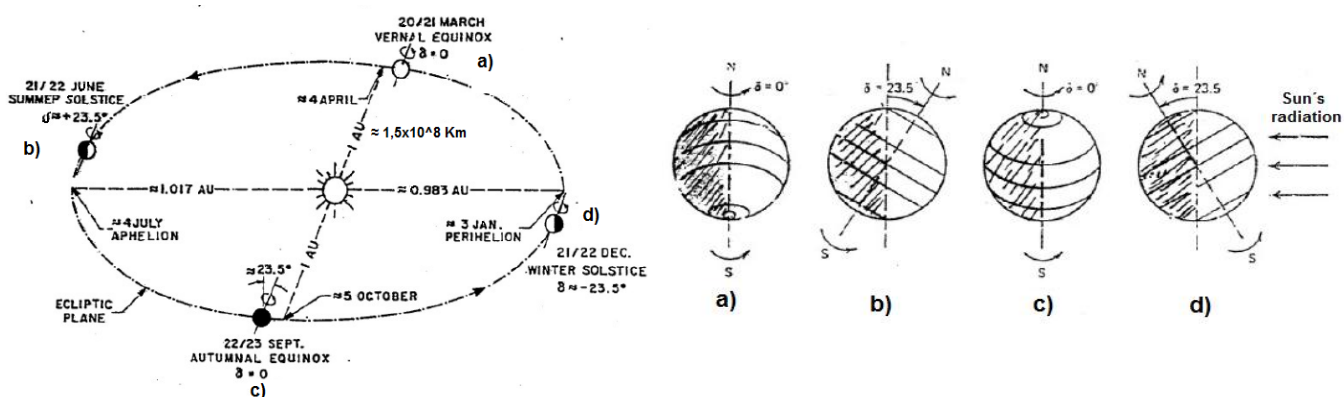 20/21 MARCH
VERNAL EQUINOX
δ = 0
a)
21/22 JUNE
SUMMER SOLSTICE
δ≈+23.5°
b)
≈4 APRIL
1 AU
≈ 1,5x10^8 Km
≈1.017 AU
≈ 0.983 AU
≈4 JULY
APHELION
≈ 3 JAN.
PERIHELION
d)
21/22 DEC.
WINTER SOLSTICE
δ ≈ -23.5°
1 AU
≈23.5°
≈5 OCTOBER
ECLIPTIC
PLANE
22/23 SEPT.
AUTUMNAL EQUINOX
δ = 0
c)
N
δ = 0°
S
a)
δ = 23.5°
N
S
b)
N
δ = 0°
S
c)
N
δ = 23.5
S
d)
Sun´s
radiation